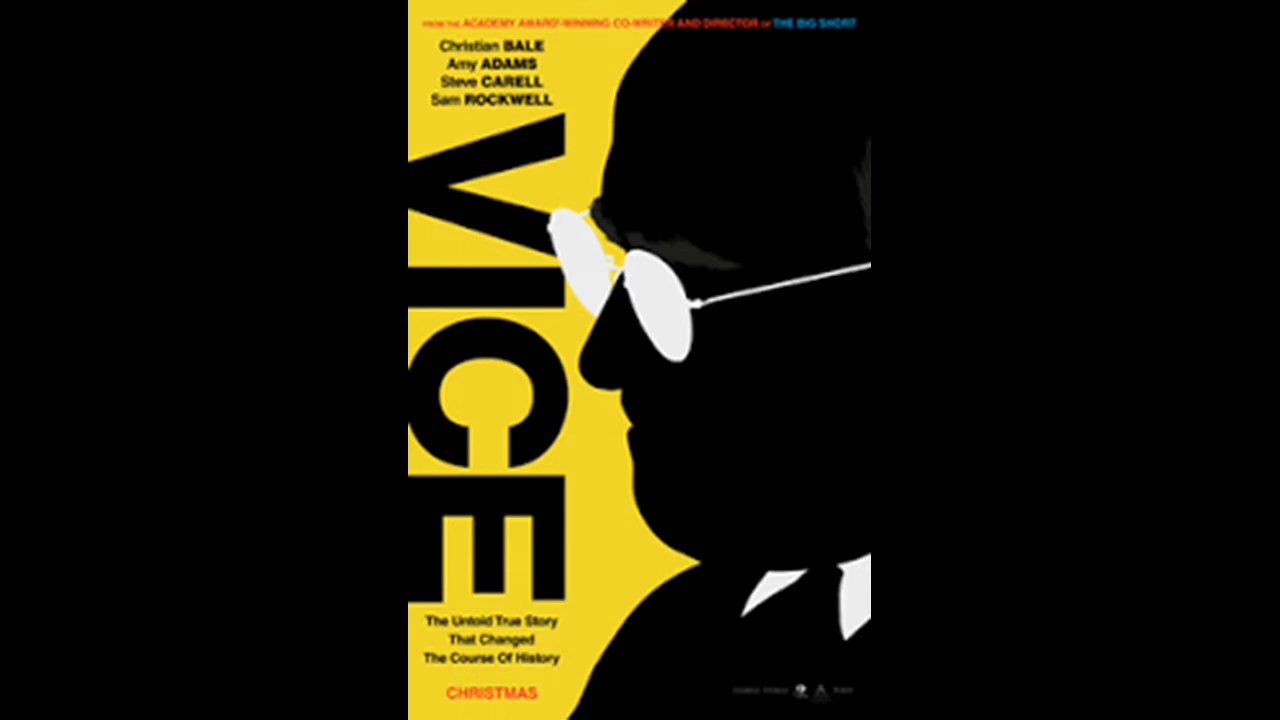 FROM THE ACADEMY AWARD®-WINNING CO-WRITER AND DIRECTOR OF THE BIG SHORT
Christian BALE
Amy ADAMS
Steve CARELL
Sam ROCKWELL
VICE
The Untold True Story
That Changed
The Course Of History
CHRISTMAS